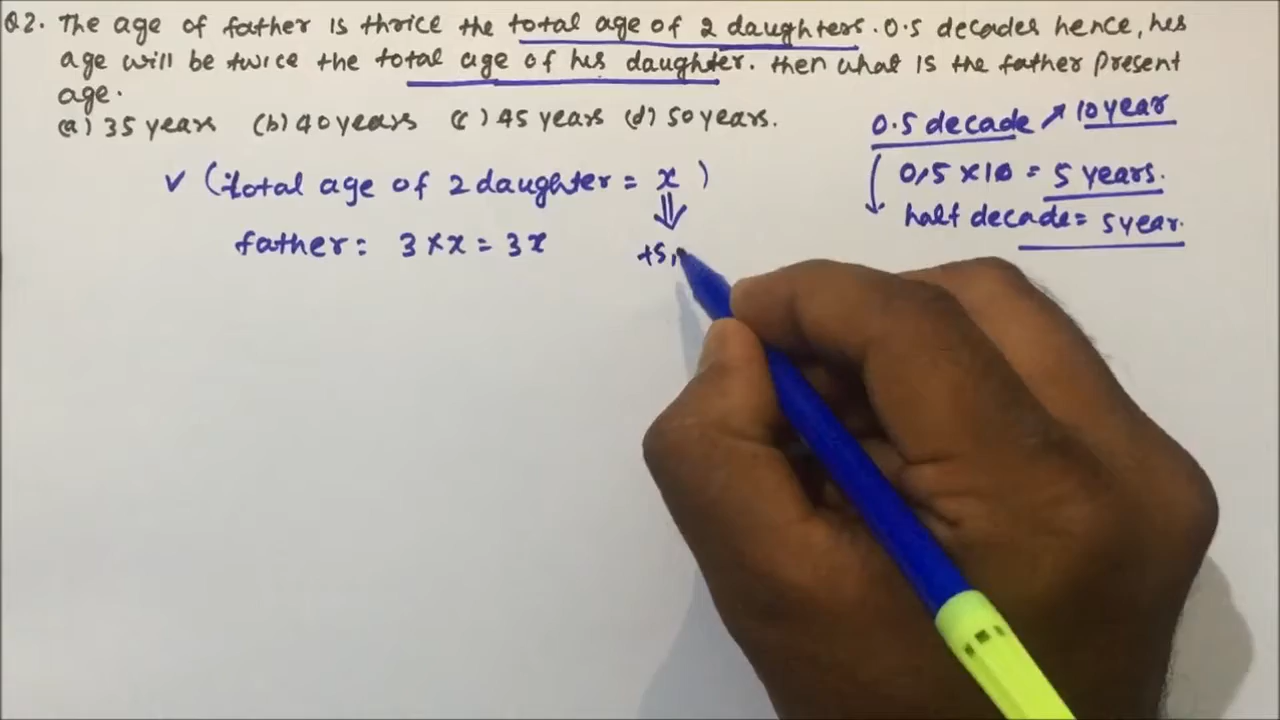 Q2. The age of father is thrice the total age of 2 daughters. 0.5 decades hence, his
age will be twice the total age of his daughter. then what is the father present
age.
(a) 35 years (b) 40 years (c) 45 years (d) 50 years.
0.5 decade ↗ 10 year
✓ (total age of 2 daughter = x )
0.5 × 10 = 5 years.
half decade = 5 year.
father : 3 × x = 3x
+5,